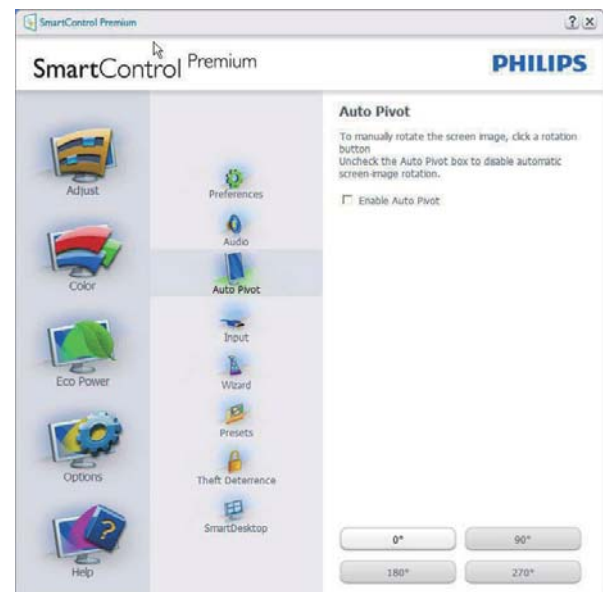 SmartControl Premium
SmartControl Premium
PHILIPS
Adjust
Color
Eco Power
Options
Help
Preferences
Audio
Auto Pivot
Input
Wizard
Presets
Theft Deterrence
SmartDesktop
Auto Pivot
To manually rotate the screen image, click a rotation
button
Uncheck the Auto Pivot box to disable automatic
screen-image rotation.
Enable Auto Pivot
0°
90°
180°
270°